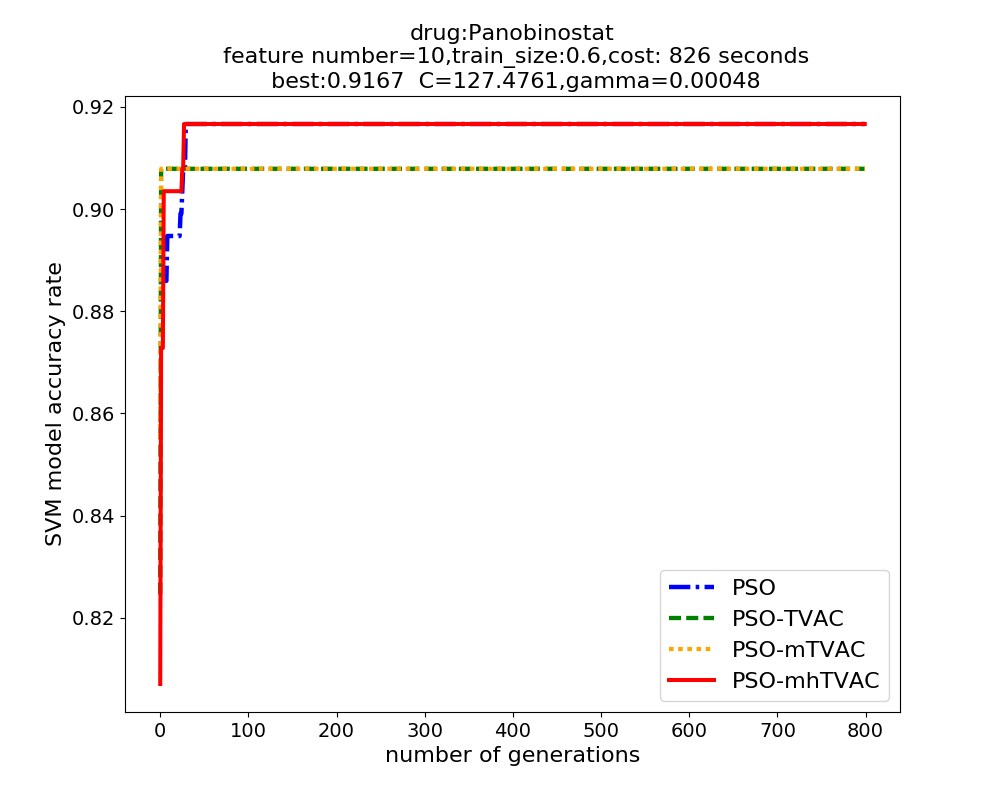 drug:Panobinostat
feature number=10,train_size:0.6,cost: 826 seconds
best:0.9167  C=127.4761,gamma=0.00048
SVM model accuracy rate
0.92
0.90
0.88
0.86
0.84
0.82
0 100 200 300 400 500 600 700 800
number of generations
PSO
PSO-TVAC
PSO-mTVAC
PSO-mhTVAC